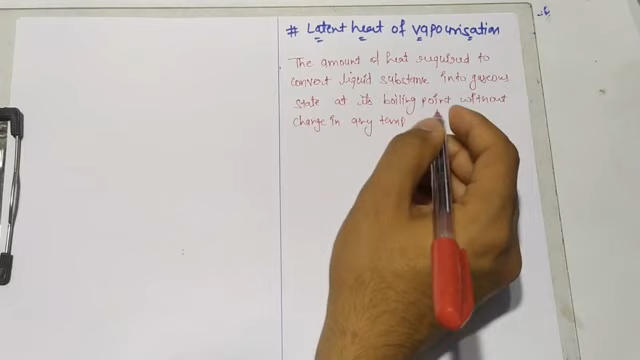 # Latent heat of vapourisation
The amount of heat required to
convert liquid substance into gaseous
state at its boiling point without
change in any temp